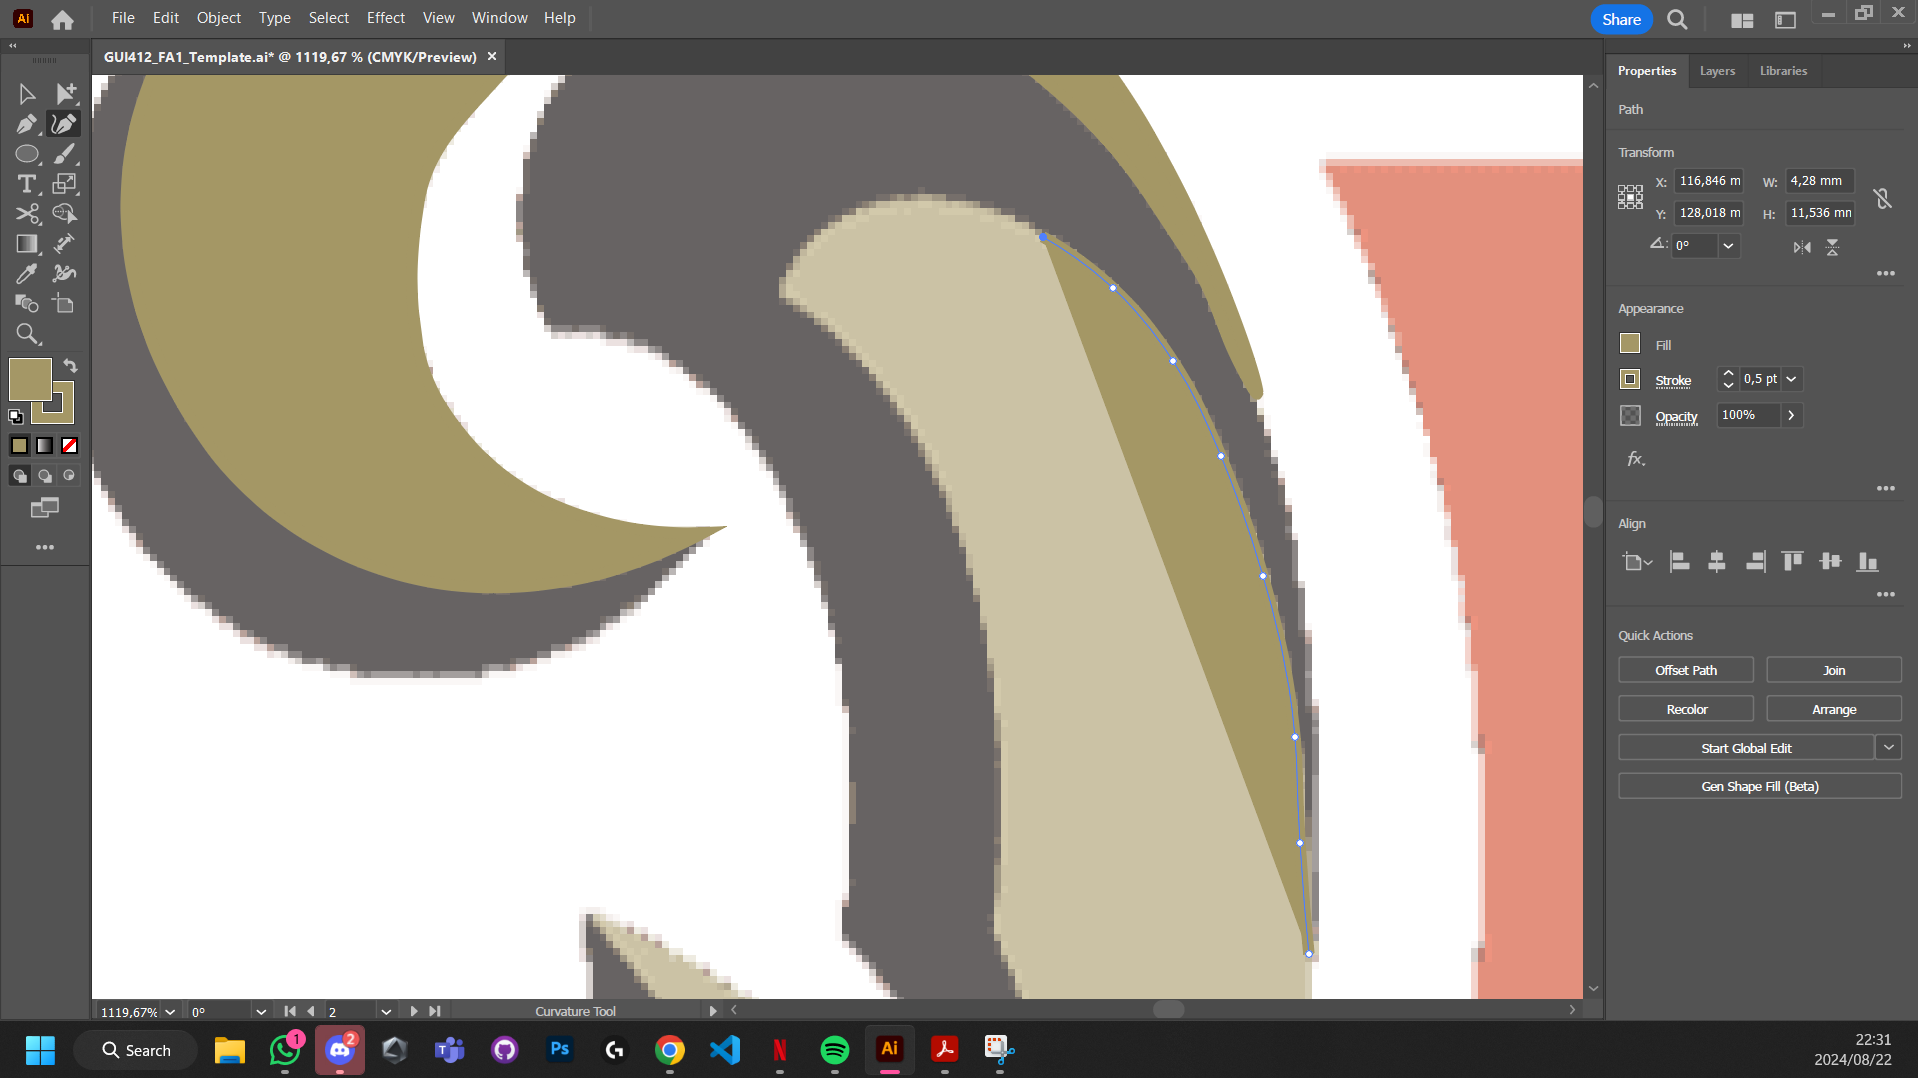 Ai File Edit Object Type Select Effect View Window Help Share
GUI412_FA1_Template.ai* @ 1119,67 % (CMYK/Preview) ×
Properties Layers Libraries
Path
Transform
X: 116,846 m W: 4,28 mm
Y: 128,018 m H: 11,536 mm
0°
Appearance
Fill
Stroke 0,5 pt
Opacity 100%
fx.
Align
Quick Actions
Offset Path Join
Recolor Arrange
Start Global Edit
Gen Shape Fill (Beta)
1119,67% 0° 2 Curvature Tool
Search 1 2 Ps Ai
22:31
2024/08/22